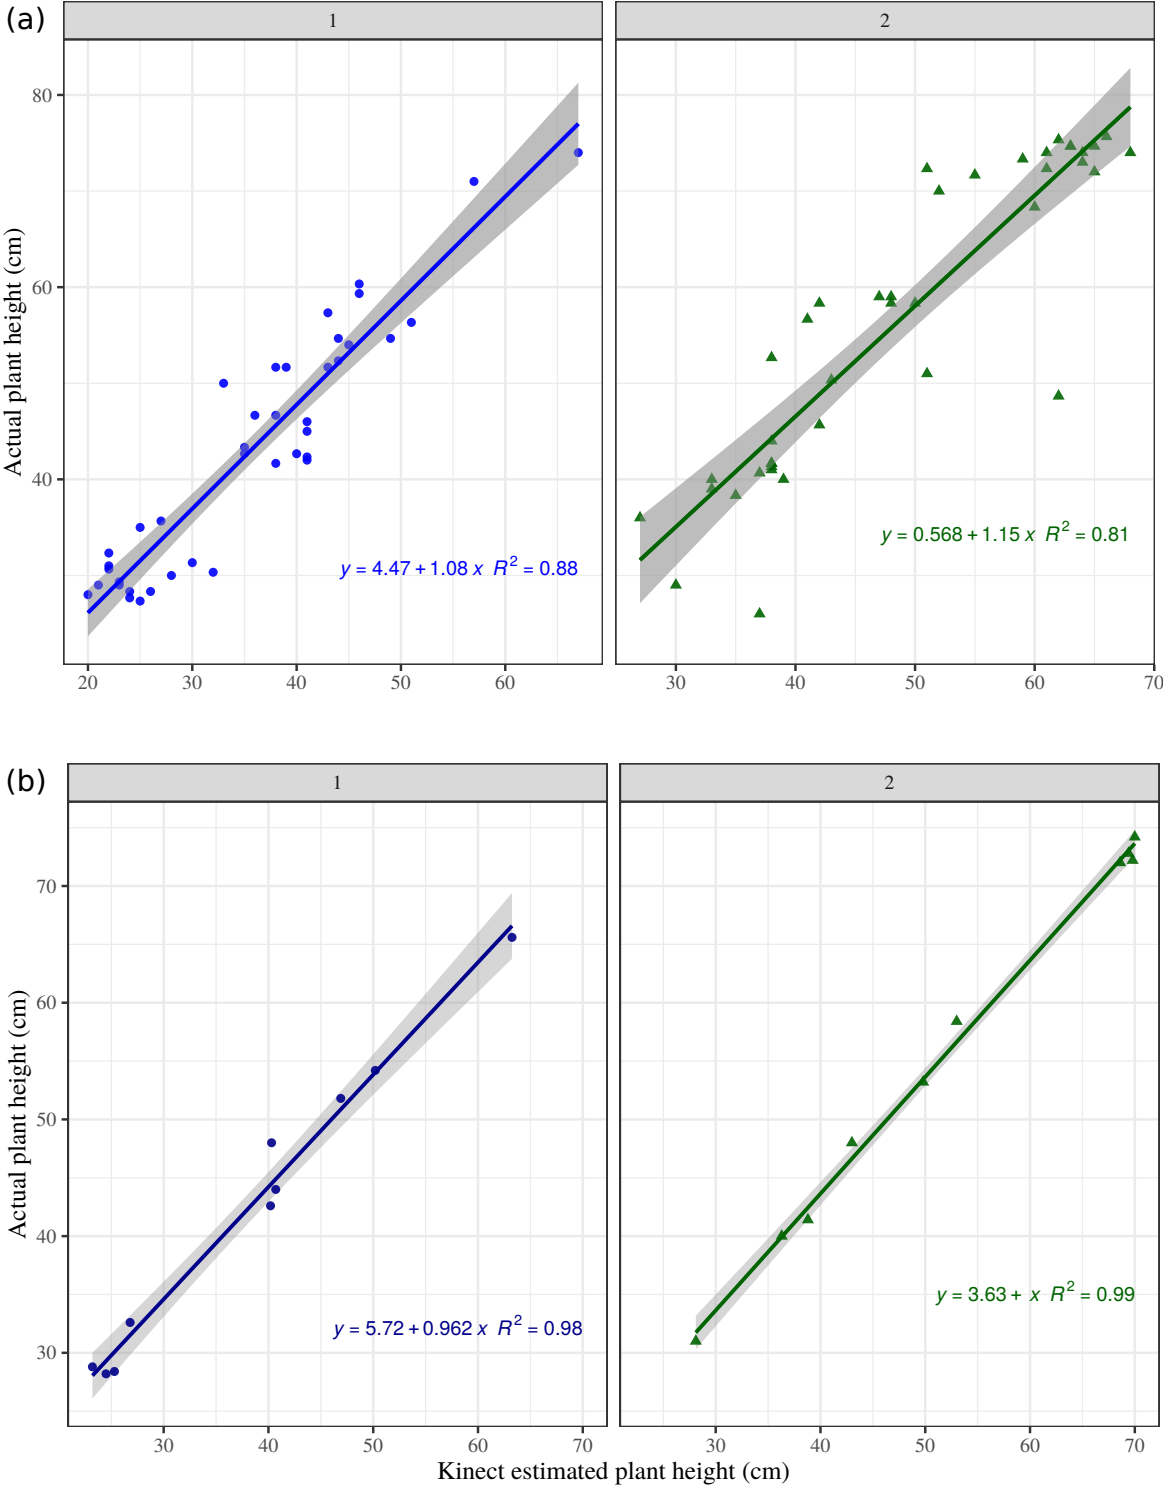 (a)
1
2
Actual plant height (cm)
80
60
40
y = 4.47 + 1.08 x R² = 0.88
y = 0.568 + 1.15 x R² = 0.81
20 30 40 50 60
30 40 50 60 70
(b)
1
2
Actual plant height (cm)
70
60
50
40
30
y = 5.72 + 0.962 x R² = 0.98
y = 3.63 + x R² = 0.99
30 40 50 60 70
30 40 50 60 70
Kinect estimated plant height (cm)